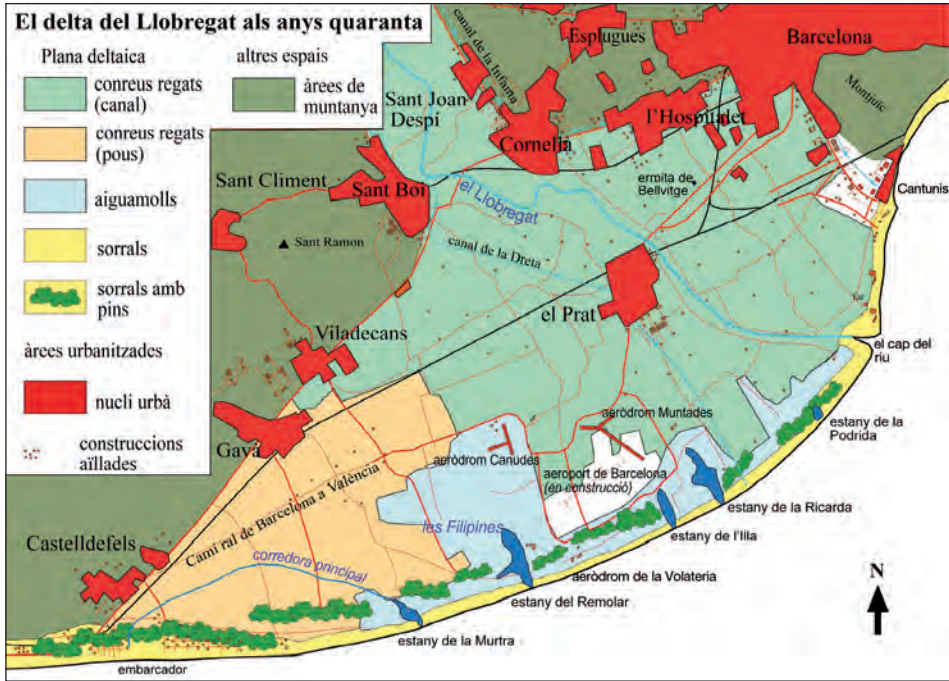 El delta del Llobregat als anys quaranta
Plana deltaica
conreus regats
(canal)
conreus regats
(pous)
aiguamolls
sorrals
sorrals amb
pins
àrees urbanitzades
nucli urbà
construccions
aïllades
altres espais
àrees de
muntanya
canal de la Infanta
Esplugues
Barcelona
Montjuïc
Sant Joan
Despí
Cornellà
l'Hospitalet
Sant Climent
Sant Boi
ermita de
Bellvitge
Cantunis
el Llobregat
Sant Ramon
canal de la Dreta
el Prat
Viladecans
el cap del
riu
Gavà
aeròdrom Muntades
estany de la
Podrida
aeròdrom Canudes
aeroport de Barcelona
(en construcció)
Camí ral de Barcelona a València
estany de la Ricarda
les Filipines
estany de l'Illa
Castelldefels
corredora principal
aeròdrom de la Volateria
estany del Remolar
estany de la Murtra
embarcador
N